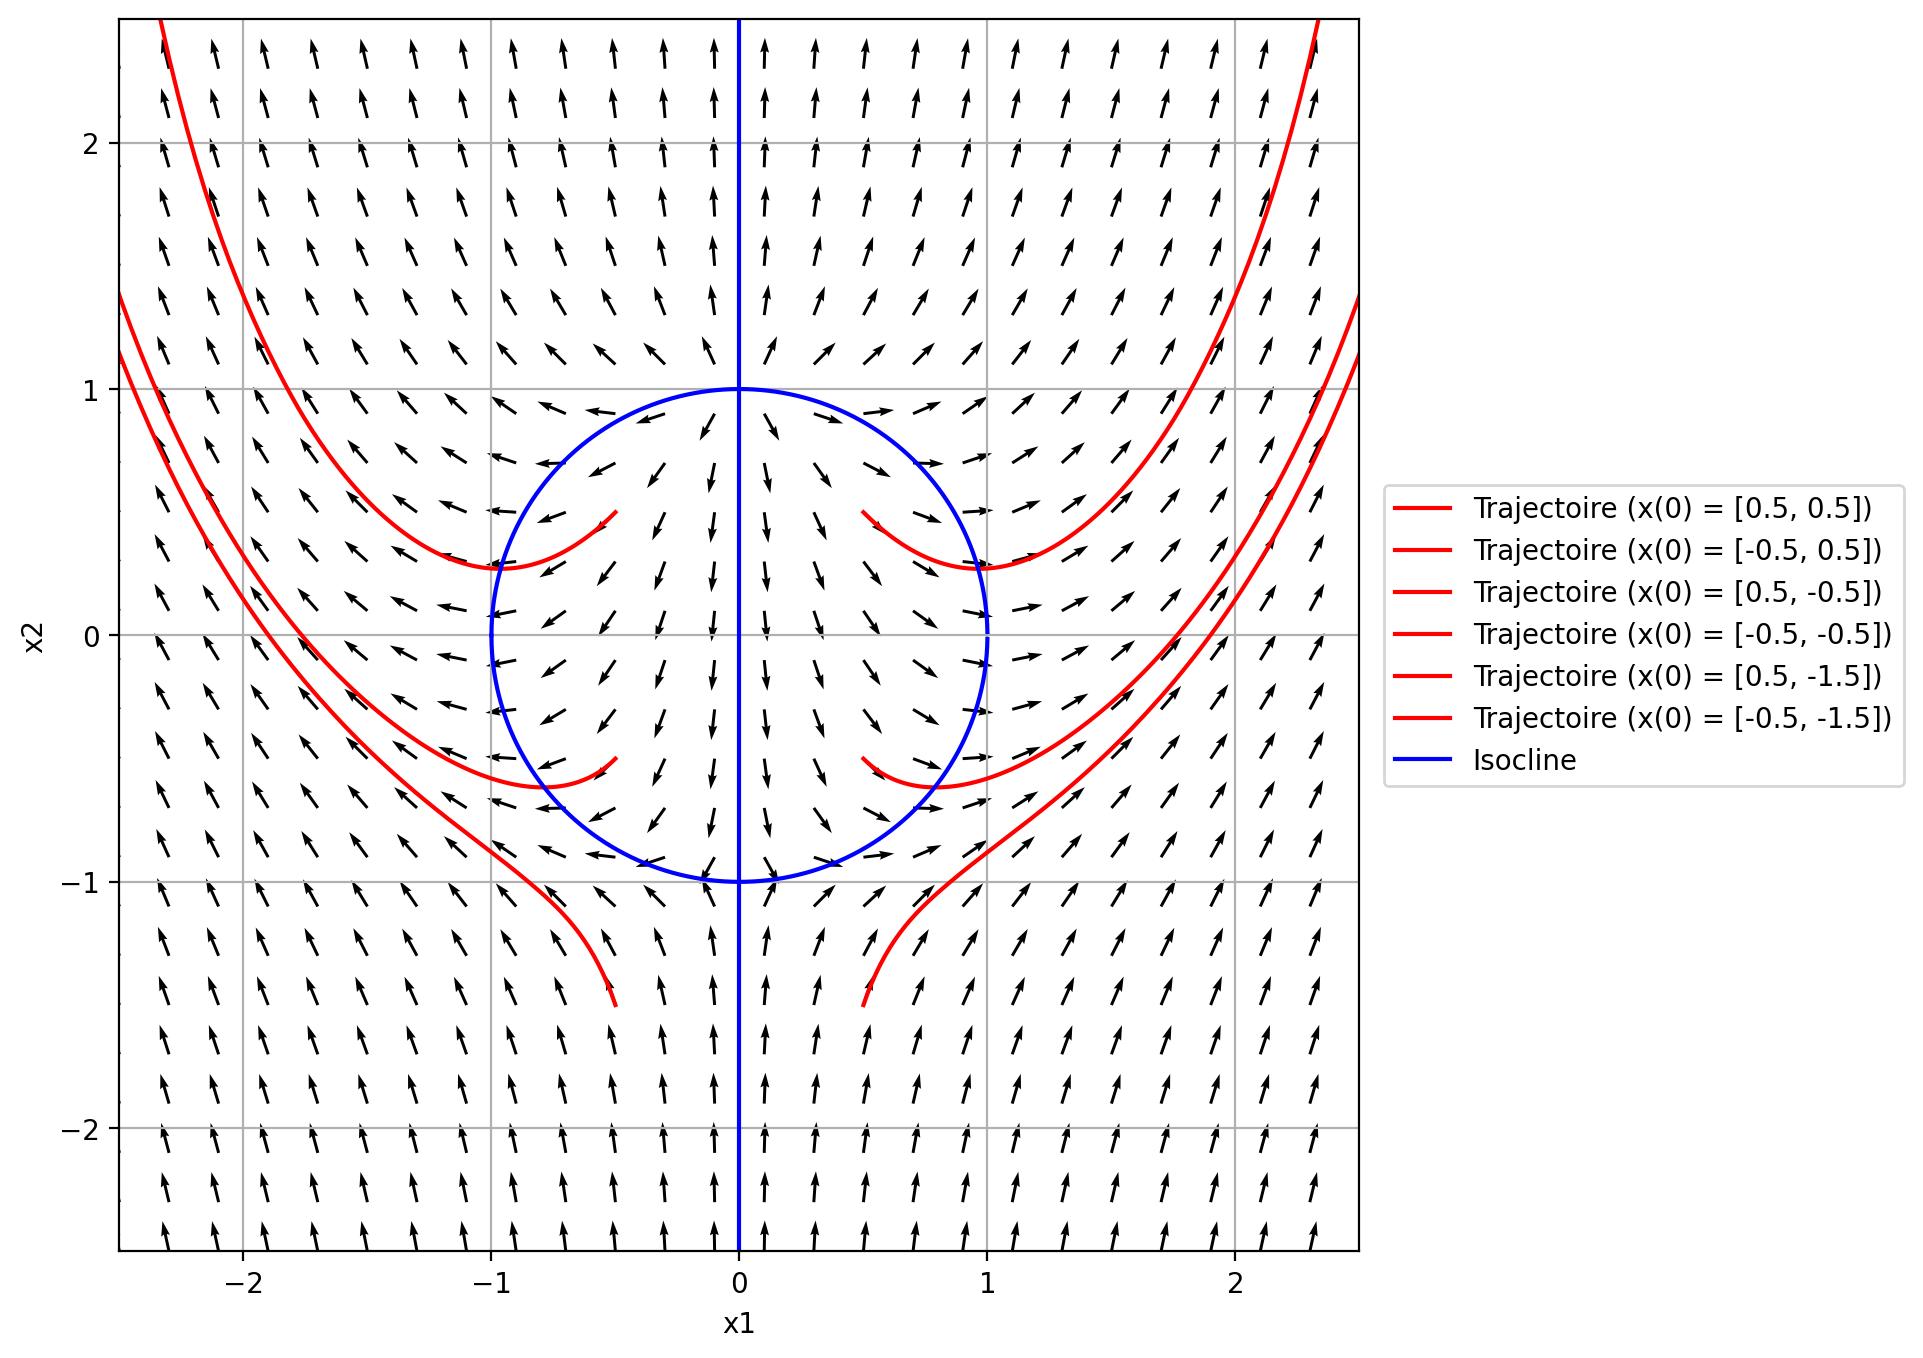 2
1
0
−1
−2
x2
−2
−1
0
1
2
x1
Trajectoire (x(0) = [0.5, 0.5])
Trajectoire (x(0) = [-0.5, 0.5])
Trajectoire (x(0) = [0.5, -0.5])
Trajectoire (x(0) = [-0.5, -0.5])
Trajectoire (x(0) = [0.5, -1.5])
Trajectoire (x(0) = [-0.5, -1.5])
Isocline